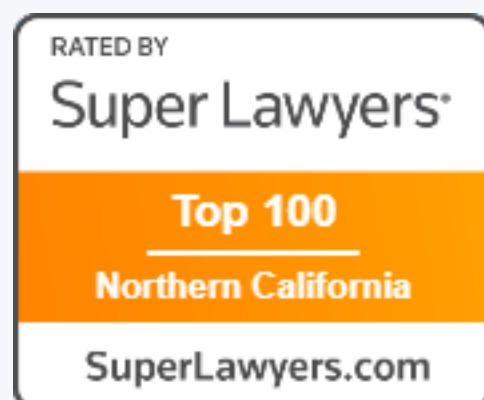 RATED BY
Super Lawyers®
Top 100
Northern California
SuperLawyers.com